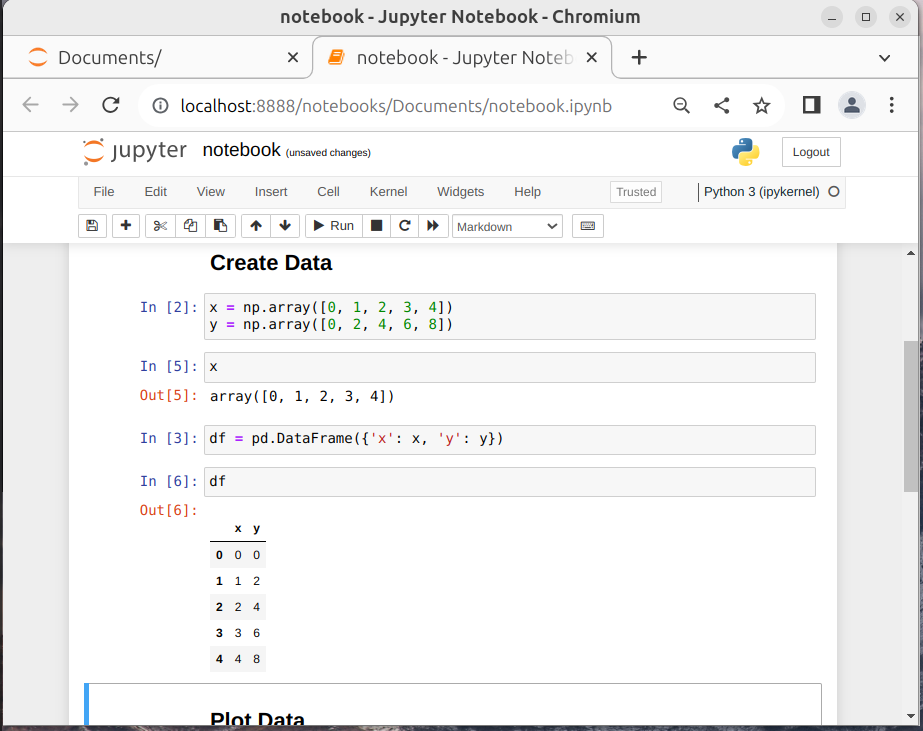 notebook - Jupyter Notebook - Chromium
Documents/
notebook - Jupyter Noteb
localhost:8888/notebooks/Documents/notebook.ipynb
jupyter notebook (unsaved changes)
Logout
File Edit View Insert Cell Kernel Widgets Help Trusted Python 3 (ipykernel)
Run Markdown
Create Data
In [2]: x = np.array([0, 1, 2, 3, 4])
y = np.array([0, 2, 4, 6, 8])
In [5]: x
Out[5]: array([0, 1, 2, 3, 4])
In [3]: df = pd.DataFrame({'x': x, 'y': y})
In [6]: df
Out[6]:
x y
0 0 0
1 1 2
2 2 4
3 3 6
4 4 8
Plot Data